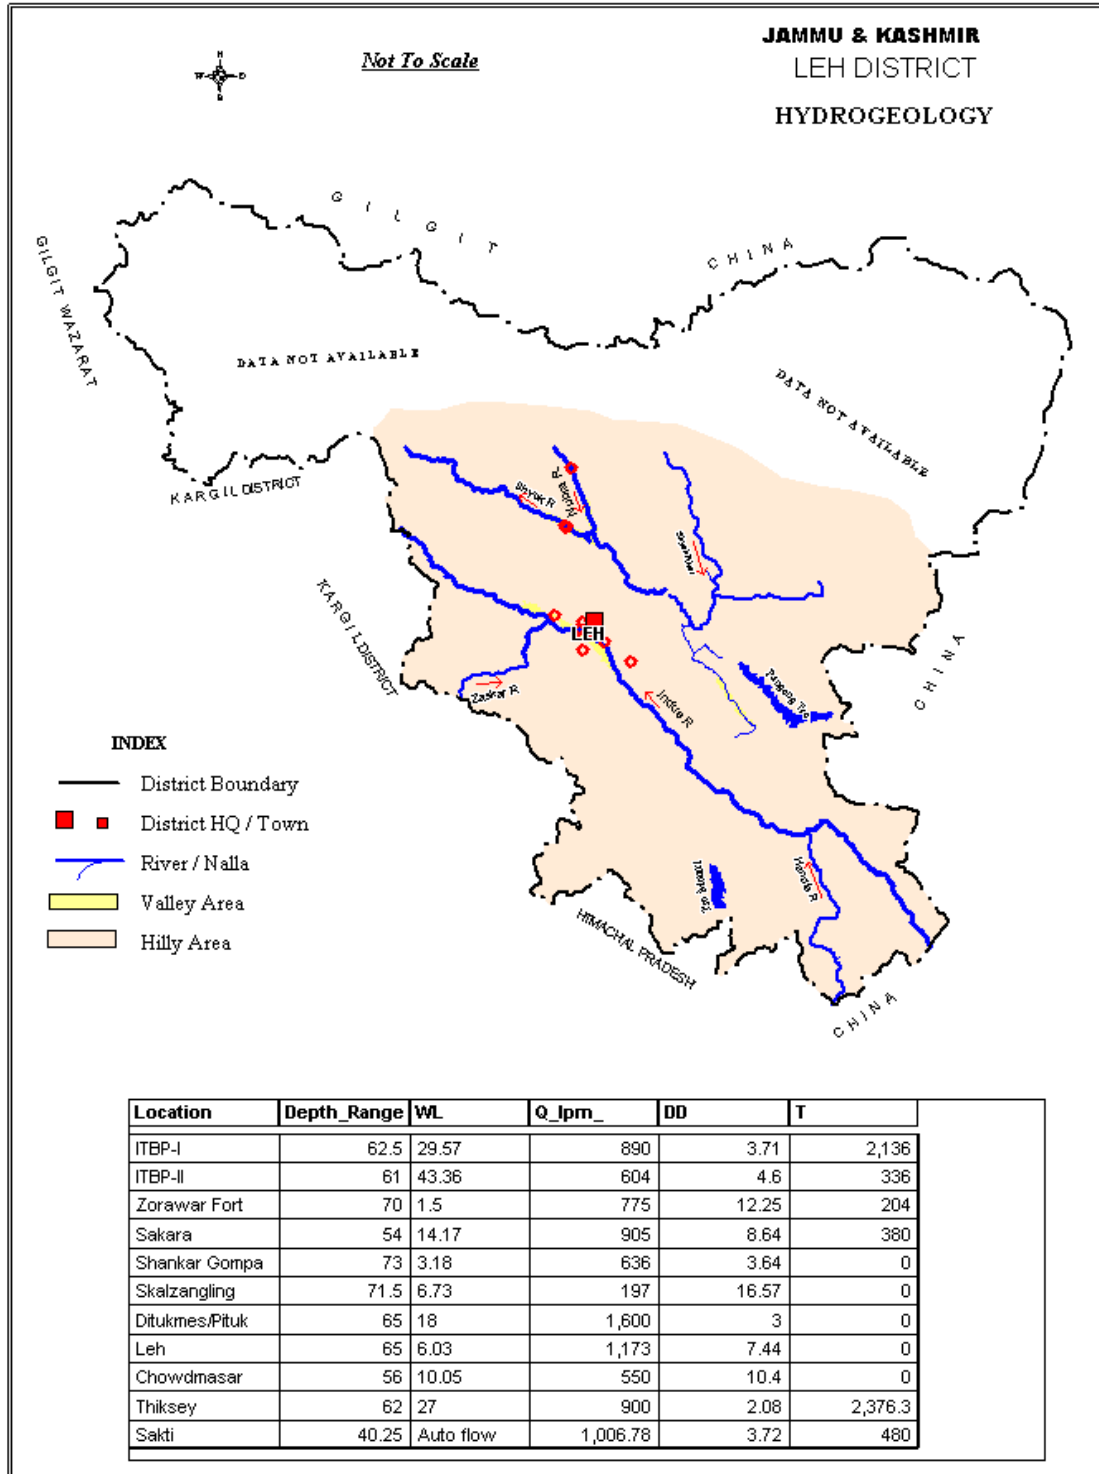 JAMMU & KASHMIR
Not To Scale
LEH DISTRICT
HYDROGEOLOGY
N
W
S
GILGIT
CHINA
GILGIT WAZARAT
DATA NOT AVAILABLE
DATA NOT AVAILABLE
KARGIL DISTRICT
Shyok R
Nubra R
KARGIL DISTRICT
LEH
CHINA
Zaskar R
Indus R
Pangong Tso
INDEX
District Boundary
District HQ / Town
River / Nalla
Valley Area
Hilly Area
Hanole R
HIMACHAL PRADESH
CHINA
Location Depth_Range WL Q_lpm_ DD T
ITBP-I 62.5 29.57 890 3.71 2,136
ITBP-II 61 43.36 604 4.6 336
Zorawar Fort 70 1.5 775 12.25 204
Sakara 54 14.17 905 8.64 380
Shankar Gompa 73 3.18 636 3.64 0
Skalzangling 71.5 6.73 197 16.57 0
Ditukmes/Pituk 65 18 1,600 3 0
Leh 65 6.03 1,173 7.44 0
Chowdmasar 56 10.05 550 10.4 0
Thiksey 62 27 900 2.08 2,376.3
Sakti 40.25 Auto flow 1,006.78 3.72 480